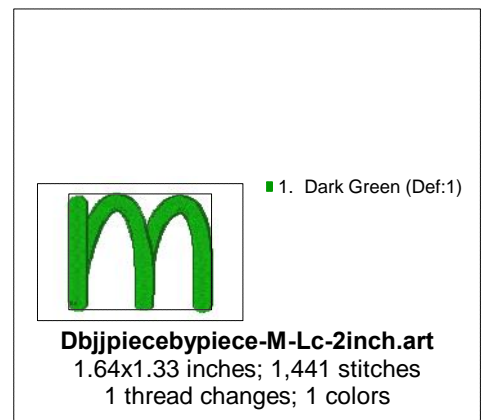 m
1. Dark Green (Def:1)
Dbjjpiecebypiece-M-Lc-2inch.art
1.64x1.33 inches; 1,441 stitches
1 thread changes; 1 colors